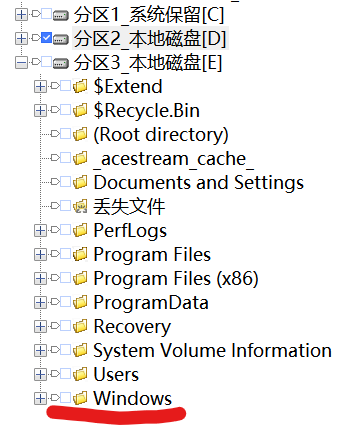 分区1_系统保留[C]
分区2_本地磁盘[D]
分区3_本地磁盘[E]
$Extend
$Recycle.Bin
(Root directory)
_acestream_cache_
Documents and Settings
丢失文件
PerfLogs
Program Files
Program Files (x86)
ProgramData
Recovery
System Volume Information
Users
Windows